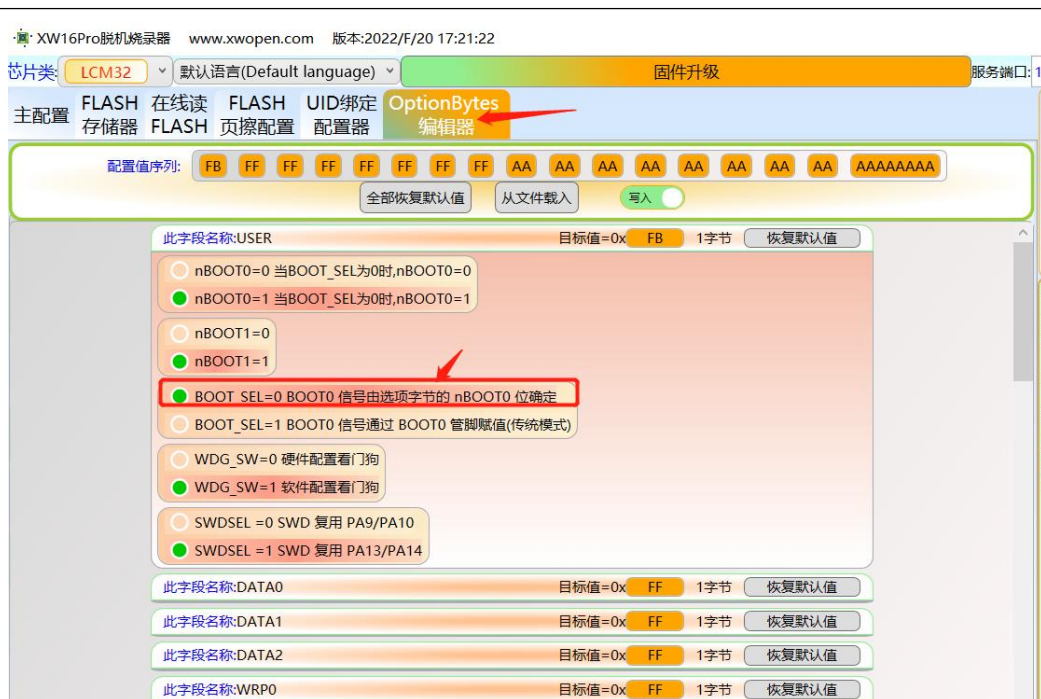 XW16Pro脱机烧录器 www.xwopen.com 版本:2022/F/20 17:21:22
芯片类: LCM32 默认语言(Default language) 固件升级 服务端口: 1
主配置 FLASH 存储器 在线读 FLASH FLASH 页擦配置 UID绑定 配置器 OptionBytes 编辑器
配置值序列: FB FF FF FF FF FF FF FF AA AA AA AA AA AA AA AA AAAAAAAA
全部恢复默认值 从文件载入 写入
此字段名称:USER 目标值=0x FB 1字节 恢复默认值
nBOOT0=0 当BOOT_SEL为0时,nBOOT0=0
nBOOT0=1 当BOOT_SEL为0时,nBOOT0=1
nBOOT1=0
nBOOT1=1
BOOT_SEL=0 BOOT0 信号由选项字节的 nBOOT0 位确定
BOOT_SEL=1 BOOT0 信号通过 BOOT0 管脚赋值(传统模式)
WDG_SW=0 硬件配置看门狗
WDG_SW=1 软件配置看门狗
SWDSEL =0 SWD 复用 PA9/PA10
SWDSEL =1 SWD 复用 PA13/PA14
此字段名称:DATA0 目标值=0x FF 1字节 恢复默认值
此字段名称:DATA1 目标值=0x FF 1字节 恢复默认值
此字段名称:DATA2 目标值=0x FF 1字节 恢复默认值
此字段名称:WRP0 目标值=0x FF 1字节 恢复默认值